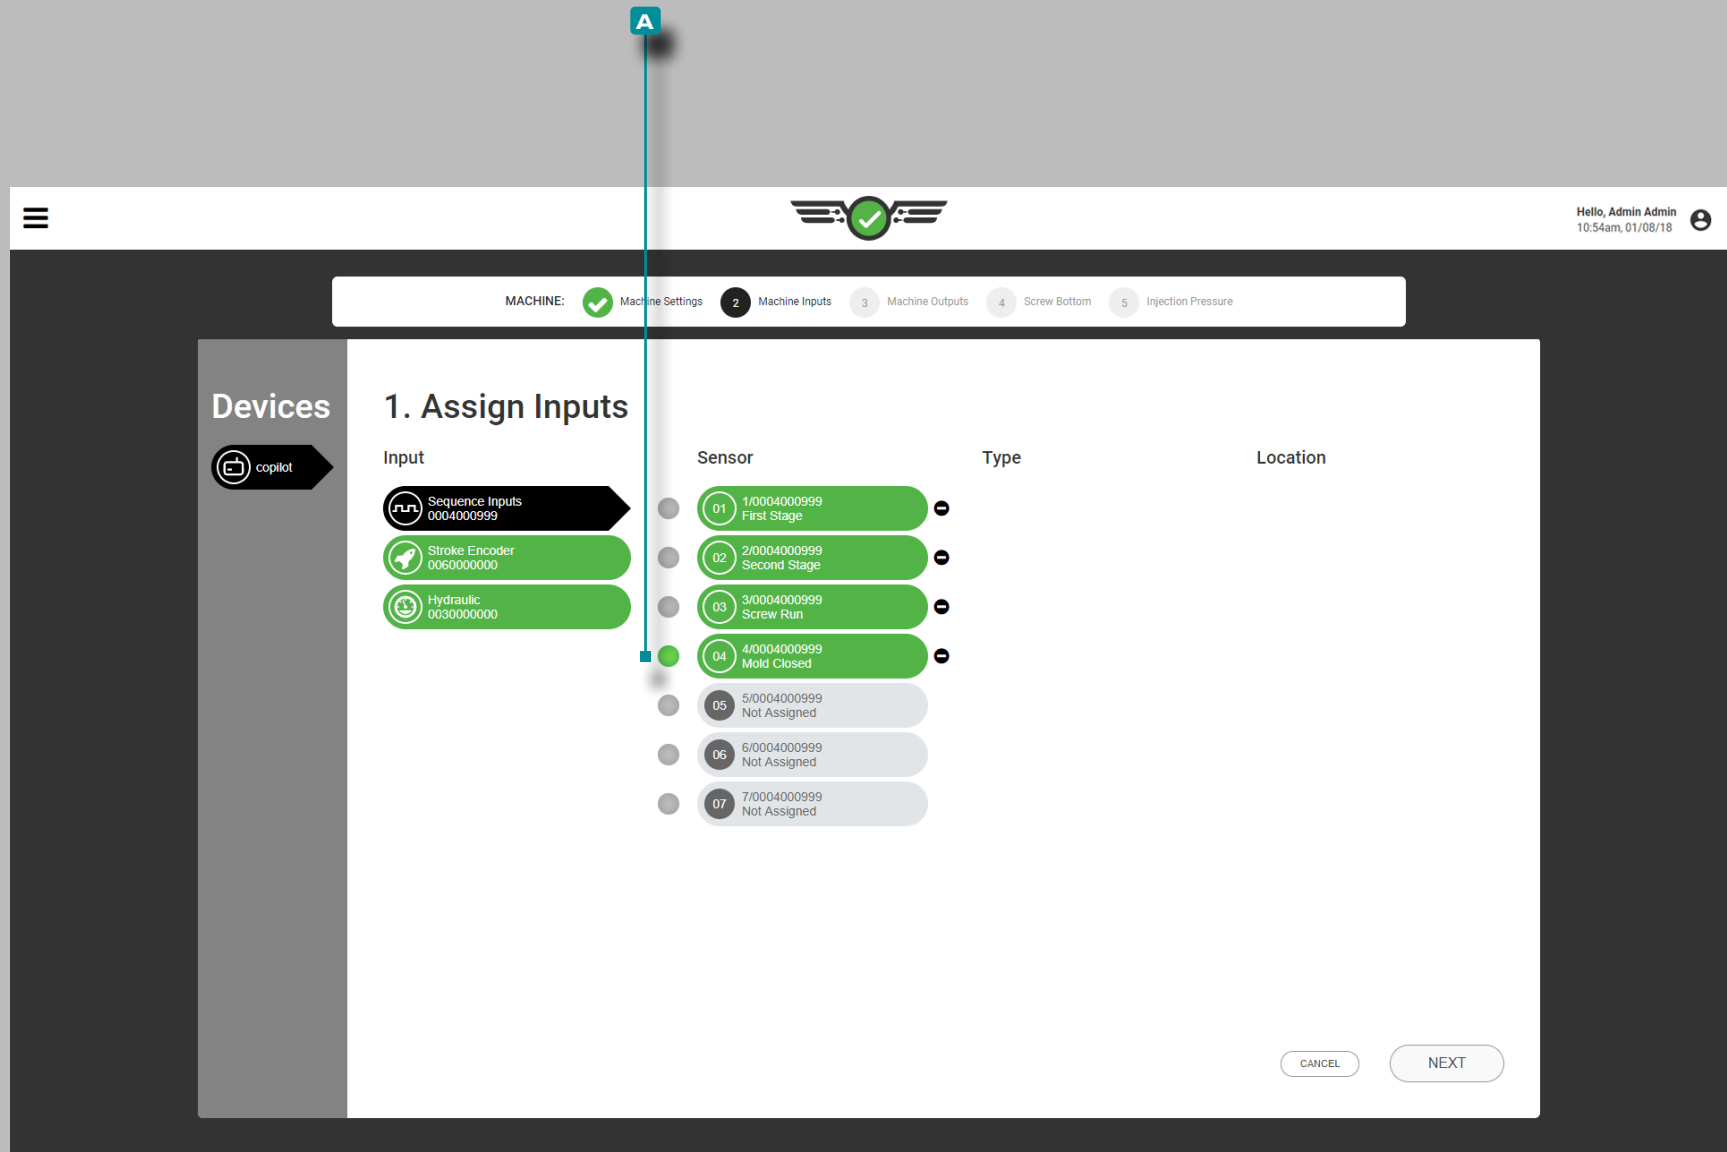 A
Hello, Admin Admin
10:54am, 01/08/18
MACHINE: Machine Settings 2 Machine Inputs 3 Machine Outputs 4 Screw Bottom 5 Injection Pressure
Devices
copilot
1. Assign Inputs
Input Sensor Type Location
Sequence Inputs
0004000999
Stroke Encoder
0060000000
Hydraulic
0030000000
01 1/0004000999
First Stage
02 2/0004000999
Second Stage
03 3/0004000999
Screw Run
04 4/0004000999
Mold Closed
05 5/0004000999
Not Assigned
06 6/0004000999
Not Assigned
07 7/0004000999
Not Assigned
CANCEL NEXT